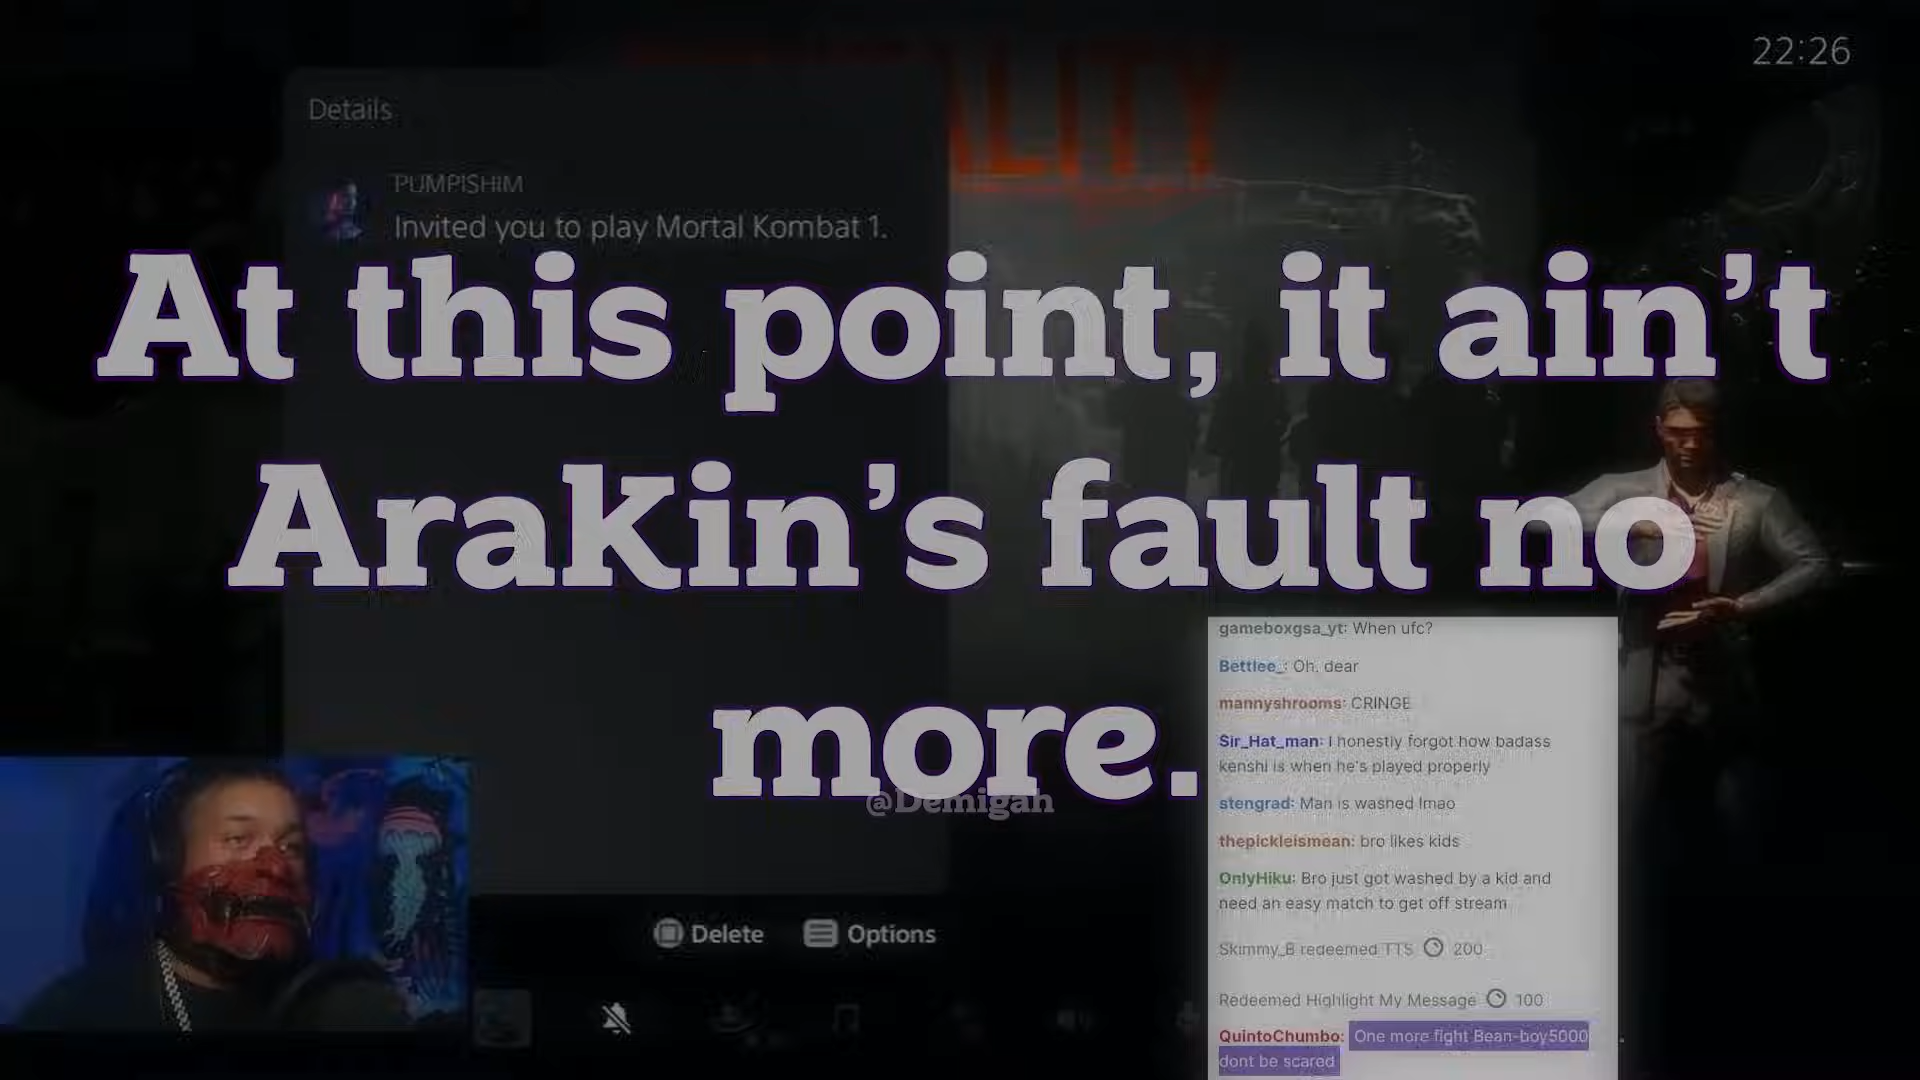 22:26
ALITY
Details
PUMPISHIM
Invited you to play Mortal Kombat 1.
At this point, it ain't
AraKin's fault no
more.
@Demigah
gameboxgsa_yt: When ufc?
Bettlee_: Oh, dear
mannyshrooms: CRINGE
Sir_Hat_man: I honestly forgot how badass
kenshi is when he's played properly
stengrad: Man is washed lmao
thepickleismean: bro likes kids
OnlyHiku: Bro just got washed by a kid and
need an easy match to get off stream
Skimmy_B redeemed TTS 200
Redeemed Highlight My Message 100
QuintoChumbo: One more fight Bean-boy5000
dont be scared
Delete Options